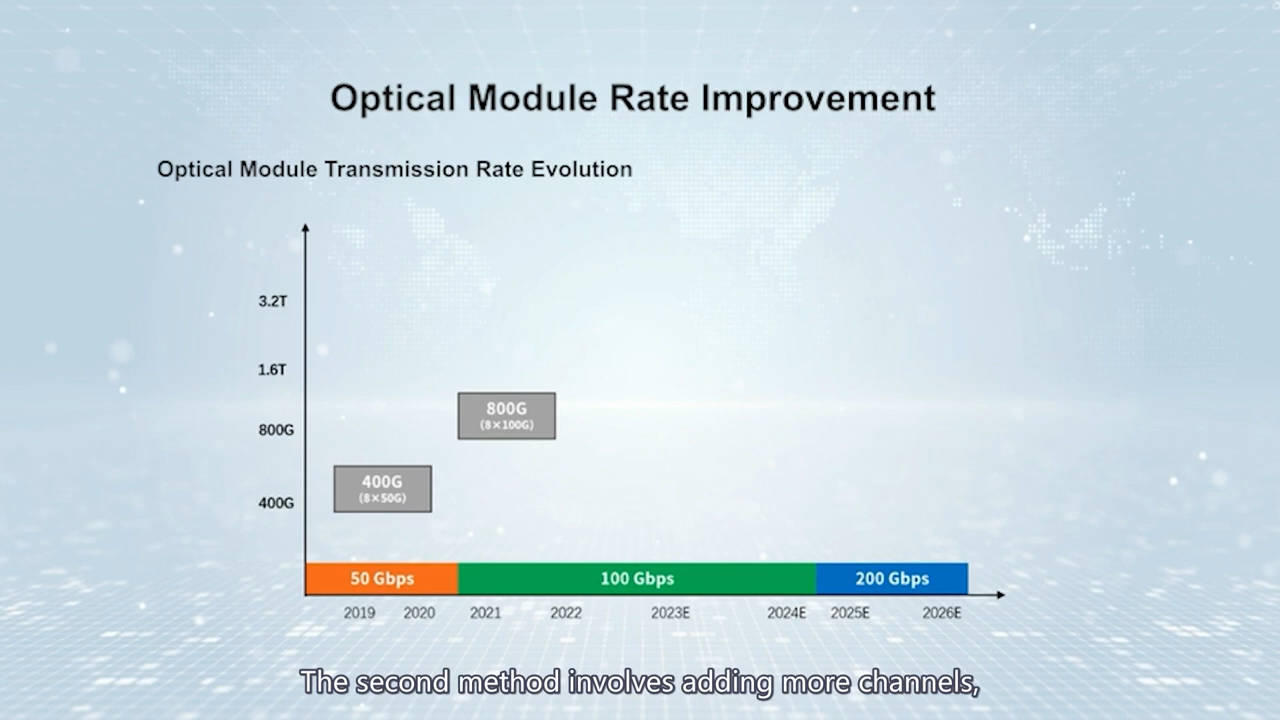 Optical Module Rate Improvement
Optical Module Transmission Rate Evolution
3.2T
1.6T
800G
400G
800G
(8×100G)
400G
(8×50G)
50 Gbps
100 Gbps
200 Gbps
2019
2020
2021
2022
2023E
2024E
2025E
2026E
The second method involves adding more channels,